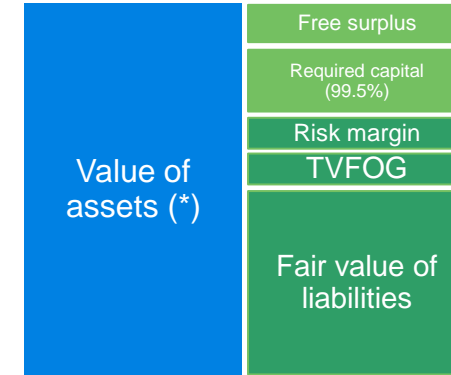 Value of
assets (*)
Free surplus
Required capital
(99.5%)
Risk margin
TVFOG
Fair value of
liabilities